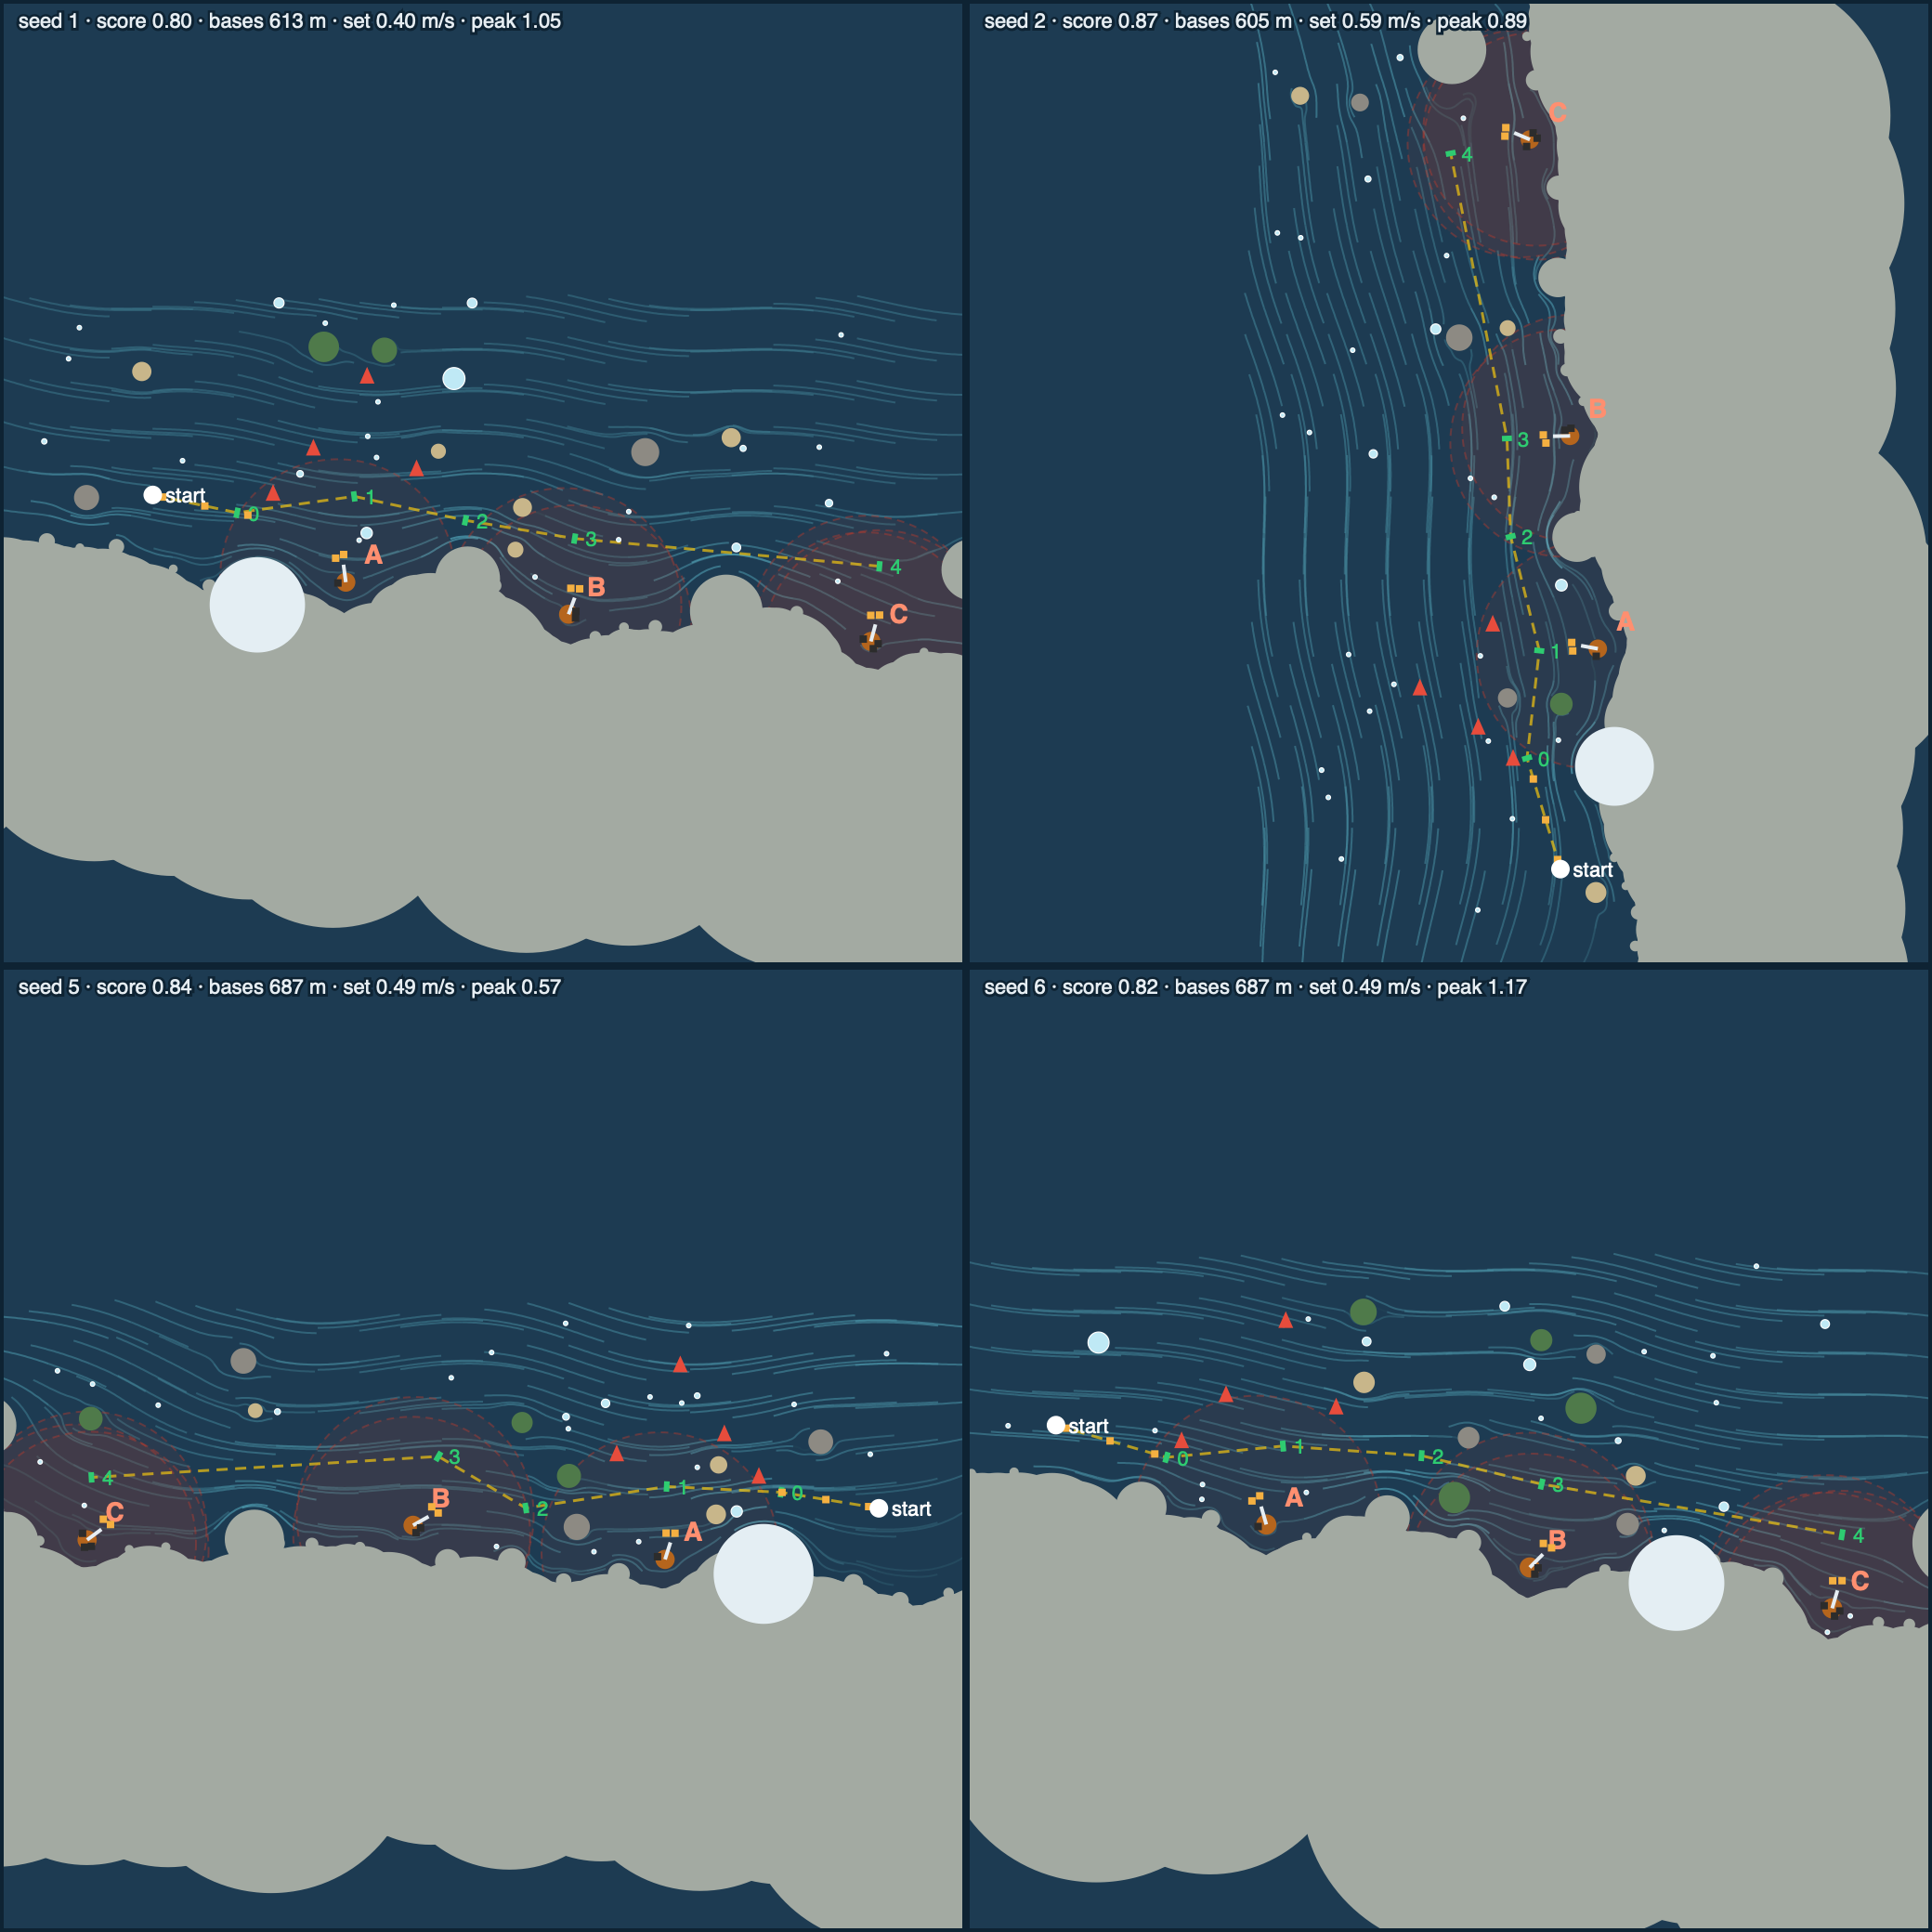 seed 1 · score 0.80 · bases 613 m · set 0.40 m/s · peak 1.05
start
0
1
2
3
4
A
B
C
seed 2 · score 0.87 · bases 605 m · set 0.59 m/s · peak 0.89
C
4
B
3
2
A
1
0
start
seed 5 · score 0.84 · bases 687 m · set 0.49 m/s · peak 0.57
3
4
1
0
B
2
start
C
A
seed 6 · score 0.82 · bases 687 m · set 0.49 m/s · peak 1.17
start
1
0
2
3
A
4
B
C